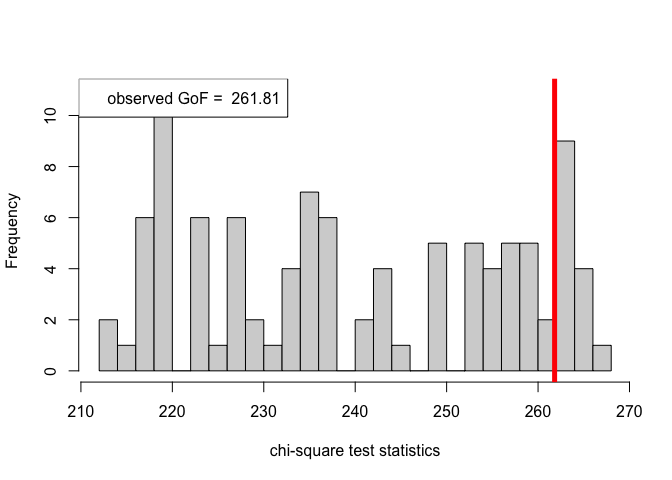 observed GoF = 261.81
Frequency
10
8
6
4
2
0
210 220 230 240 250 260 270
chi-square test statistics